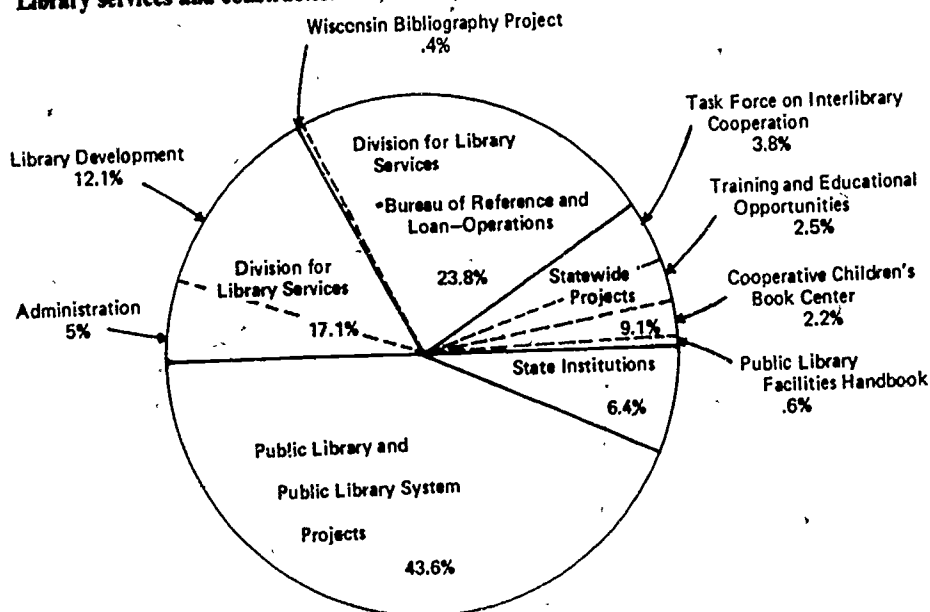 Library services and
Wisconsin Bibliography Project
.4%
Task Force on Interlibrary
Cooperation
3.8%
Library Development
12.1%
Division for Library
Services
•Bureau of Reference and
Loan—Operations
23.8%
Training and Educational
Opportunities
2.5%
Division for
Library Services
17.1%
Statewide
Projects
9.1%
Cooperative Children's
Book Center
2.2%
Administration
5%
State Institutions
6.4%
Public Library
Facilities Handbook
.6%
Public Library and
Public Library System
Projects
43.6%